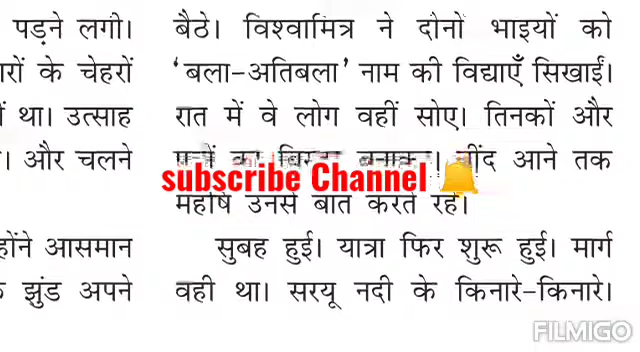 पड़ने लगी।
ारों के चेहरों
ं था। उत्साह
। और चलने
होंने आसमान
झुंड अपने
बैठे। विश्वामित्र ने दोनों भाइयों को
‘बला-अतिबला’ नाम की विद्याएँ सिखाईं।
रात में वे लोग वहीं सोए। तिनकों और
नींद आने तक
subscribe Channel
महर्षि उनसे बात करते रहे।
सुबह हुई। यात्रा फिर शुरू हुई। मार्ग
वही था। सरयू नदी के किनारे-किनारे।
FILMIGO